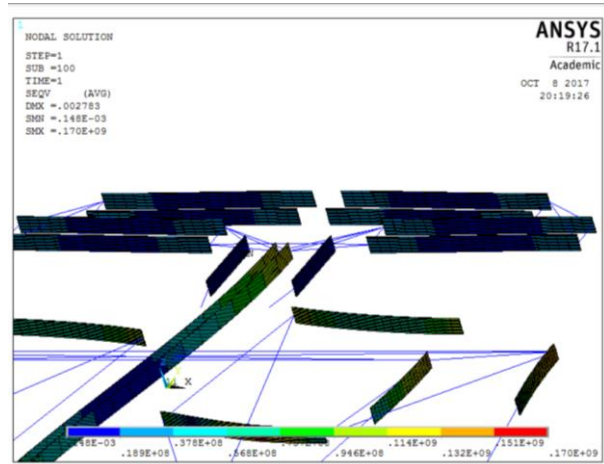 1
NODAL SOLUTION
STEP=1
SUB =100
TIME=1
SEQV (AVG)
DMX =.002783
SMN =.148E-03
SMX =.170E+09
ANSYS
R17.1
Academic
OCT 8 2017
20:19:26
X
.148E-03 .378E+08 .114E+09 .151E+09
.189E+08 .568E+08 .946E+08 .132E+09 .170E+09